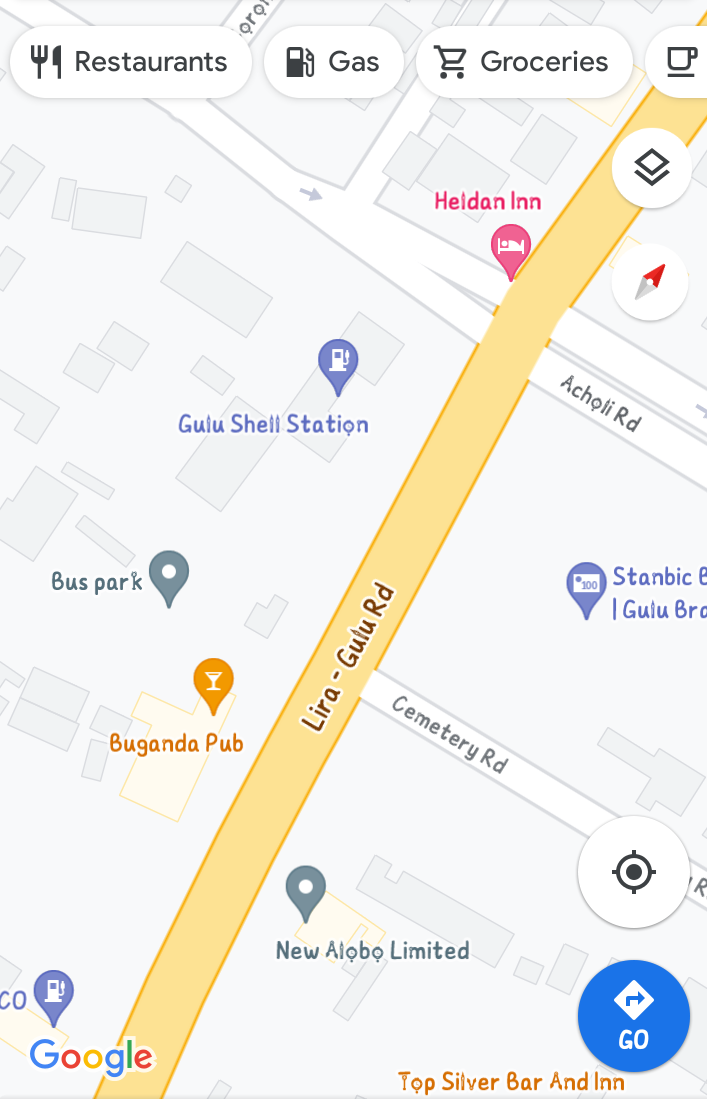 Restaurants
Gas
Groceries
Heidan Inn
Acholi Rd
Gulu Shell Station
Bus park
Stanbic B
| Gulu Bra
Lira - Gulu Rd
Buganda Pub
Cemetery Rd
New Alobo Limited
CO
Google
GO
Top Silver Bar And Inn